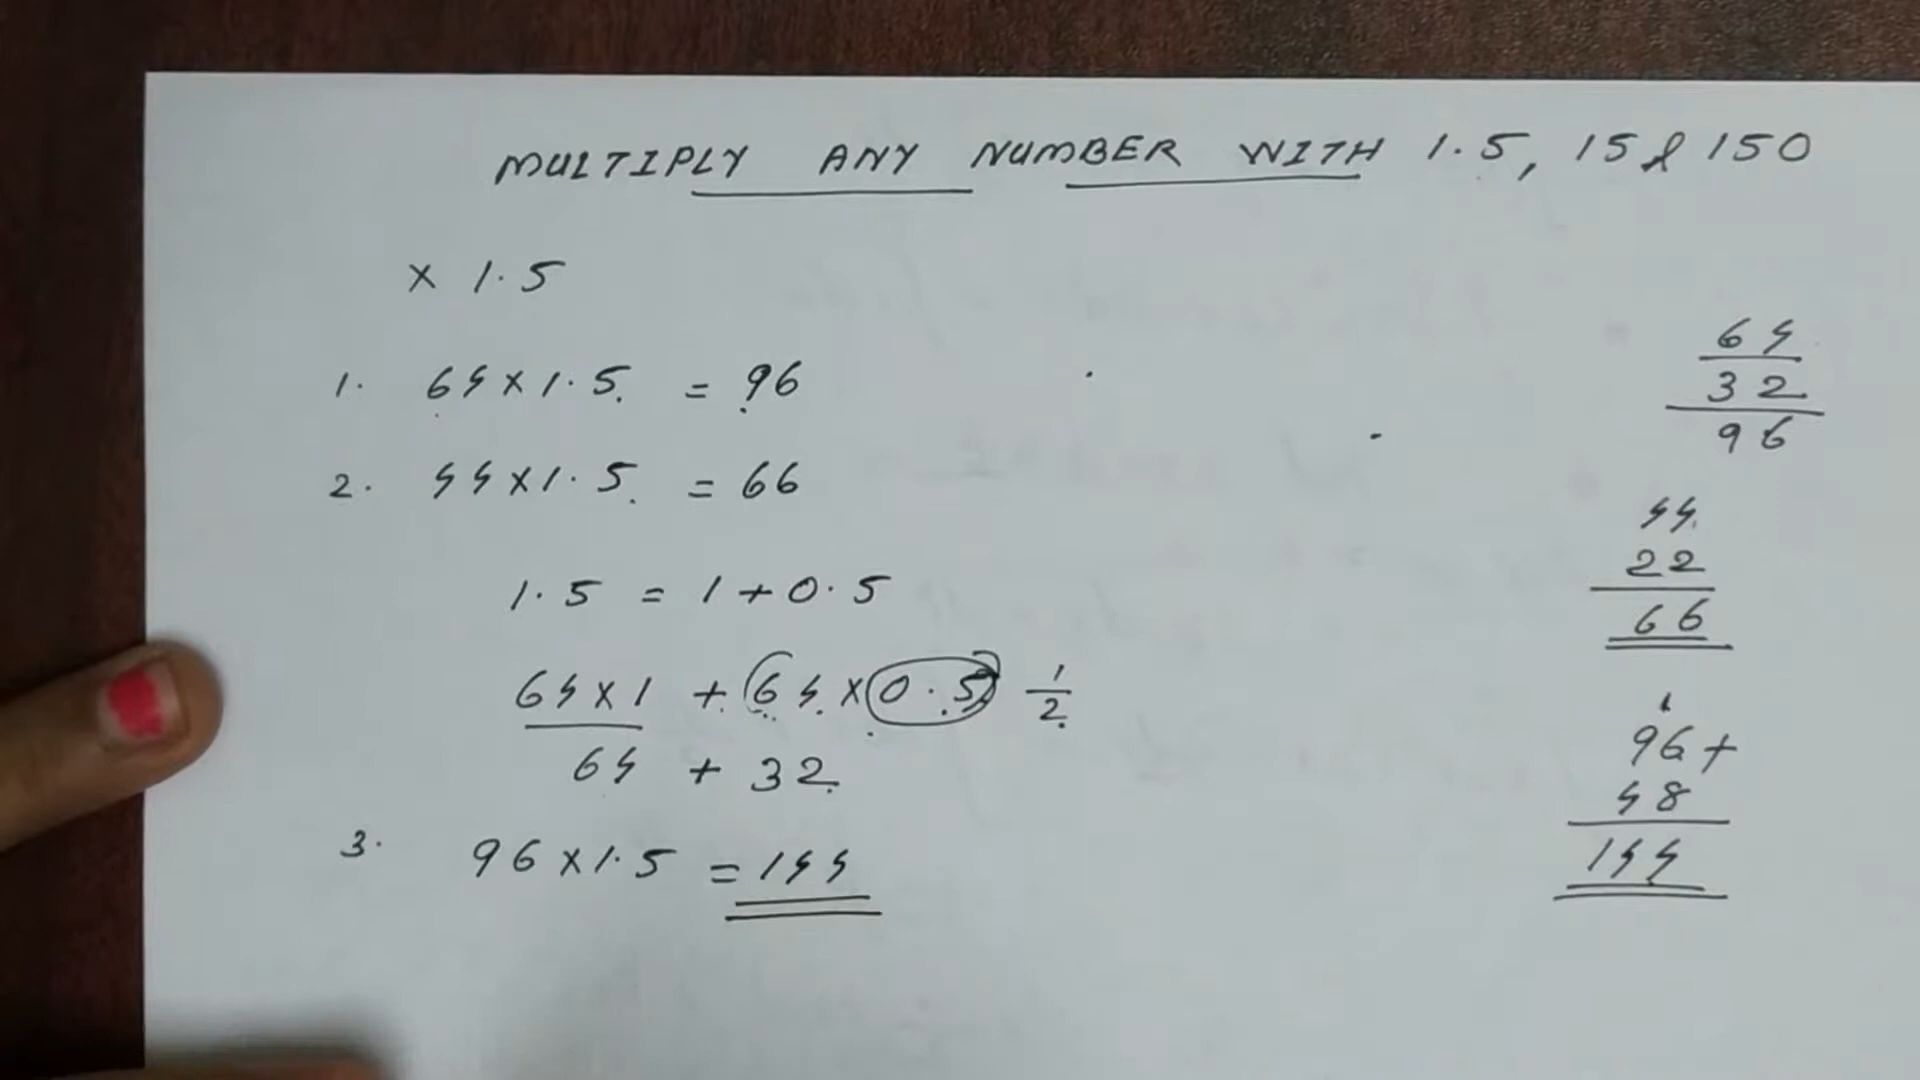 MULTIPLY ANY NUMBER WITH 1.5, 15 & 150
× 1.5
1. 64×1.5 = 96
2. 44×1.5 = 66
1.5 = 1+0.5
64×1 + (64×0.5) 1/2
64 + 32
3. 96×1.5 = 144
64
32
96
44
22
66
1
96+
48
144